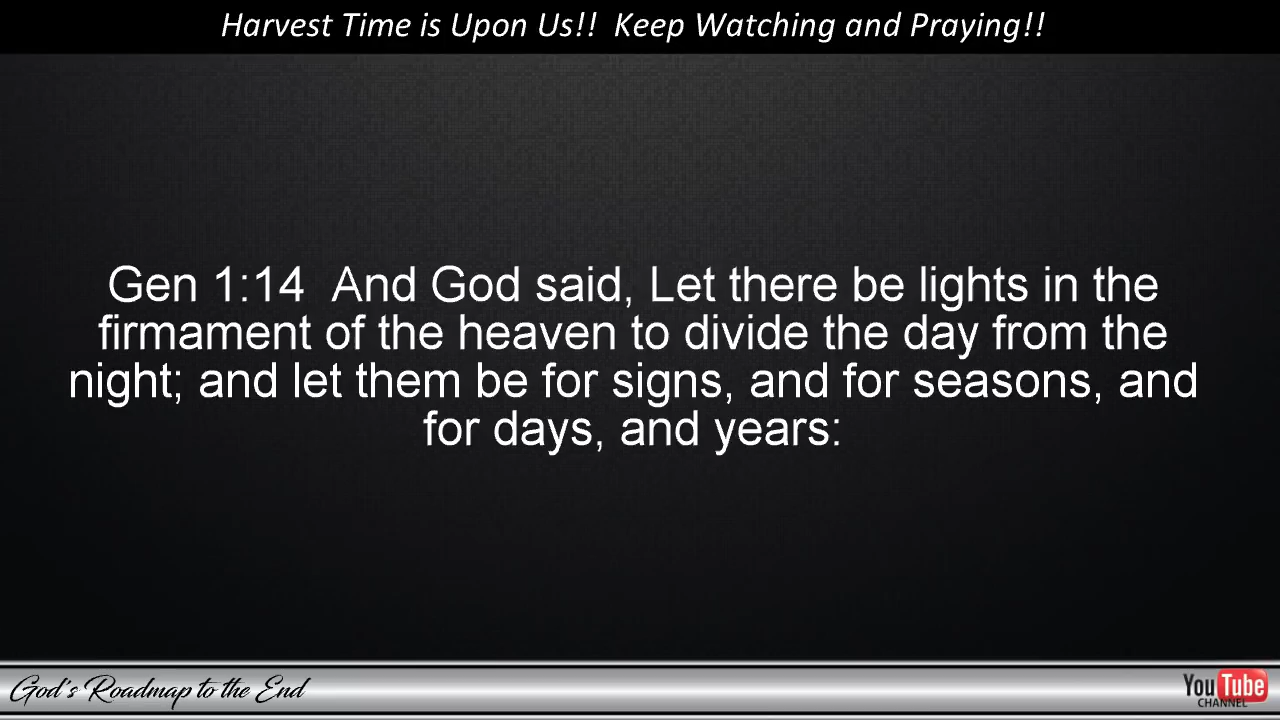 Harvest Time is Upon Us!!  Keep Watching and Praying!!
Gen 1:14  And God said, Let there be lights in the
firmament of the heaven to divide the day from the
night; and let them be for signs, and for seasons, and
for days, and years:
God's Roadmap to the End
YouTube
CHANNEL